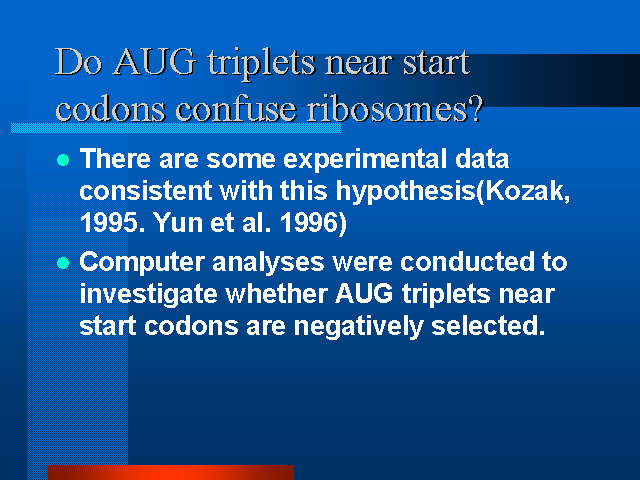 Do AUG triplets near start
codons confuse ribosomes?
There are some experimental data
consistent with this hypothesis(Kozak,
1995. Yun et al. 1996)
Computer analyses were conducted to
investigate whether AUG triplets near
start codons are negatively selected.